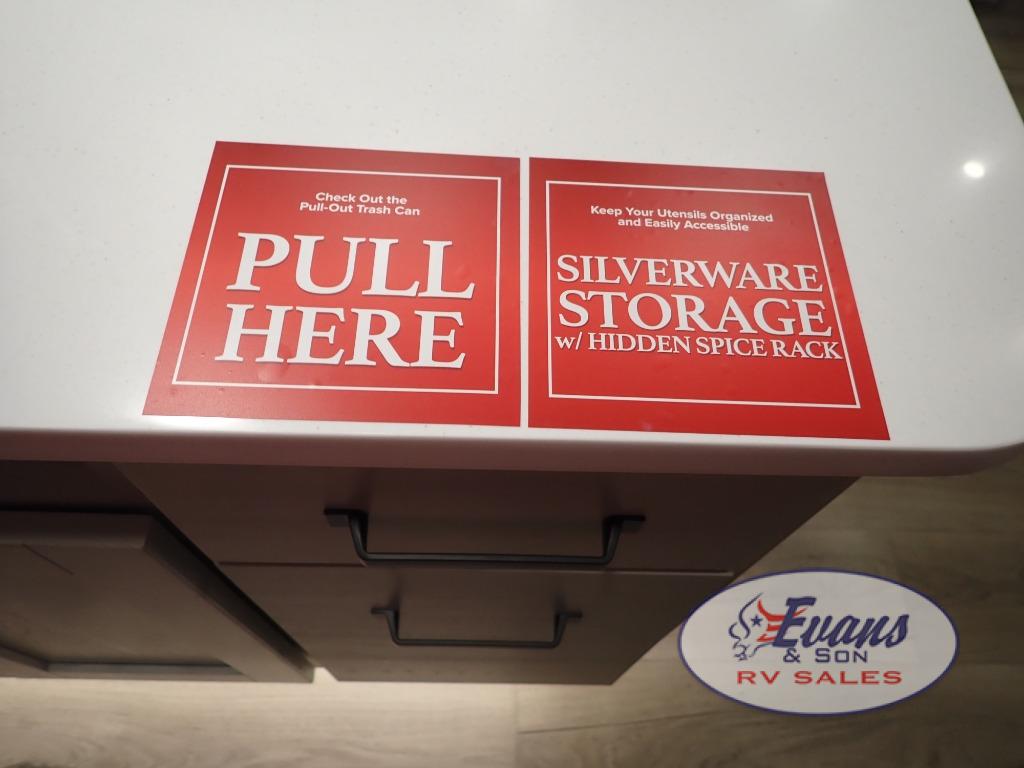 Check Out the
Pull-Out Trash Can
PULL
HERE
Keep Your Utensils Organized
and Easily Accessible
SILVERWARE
STORAGE
w/ HIDDEN SPICE RACK
Evans
& SON
RV SALES